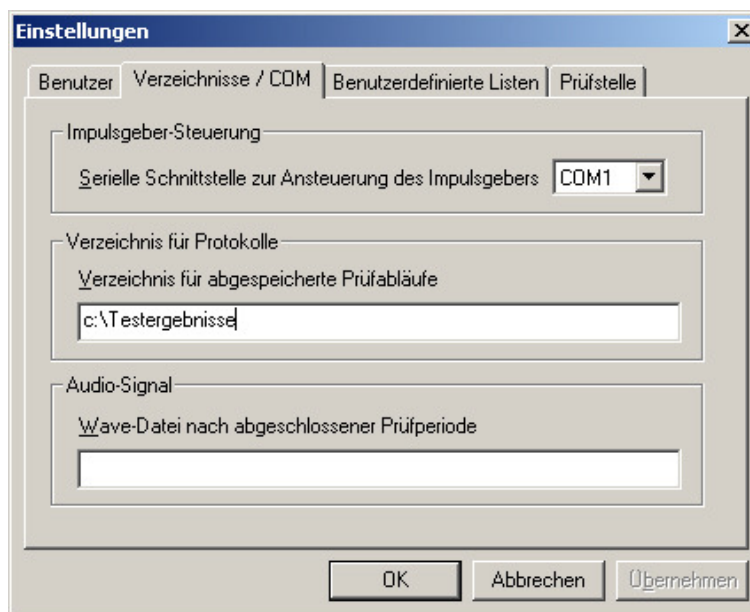 Einstellungen
Benutzer Verzeichnisse / COM Benutzerdefinierte Listen Prüfstelle
Impulsgeber-Steuerung
Serielle Schnittstelle zur Ansteuerung des Impulsgebers COM1
Verzeichnis für Protokolle
Verzeichnis für abgespeicherte Prüfabläufe
c:\Testergebnisse
Audio-Signal
Wave-Datei nach abgeschlossener Prüfperiode
OK Abbrechen Übernehmen